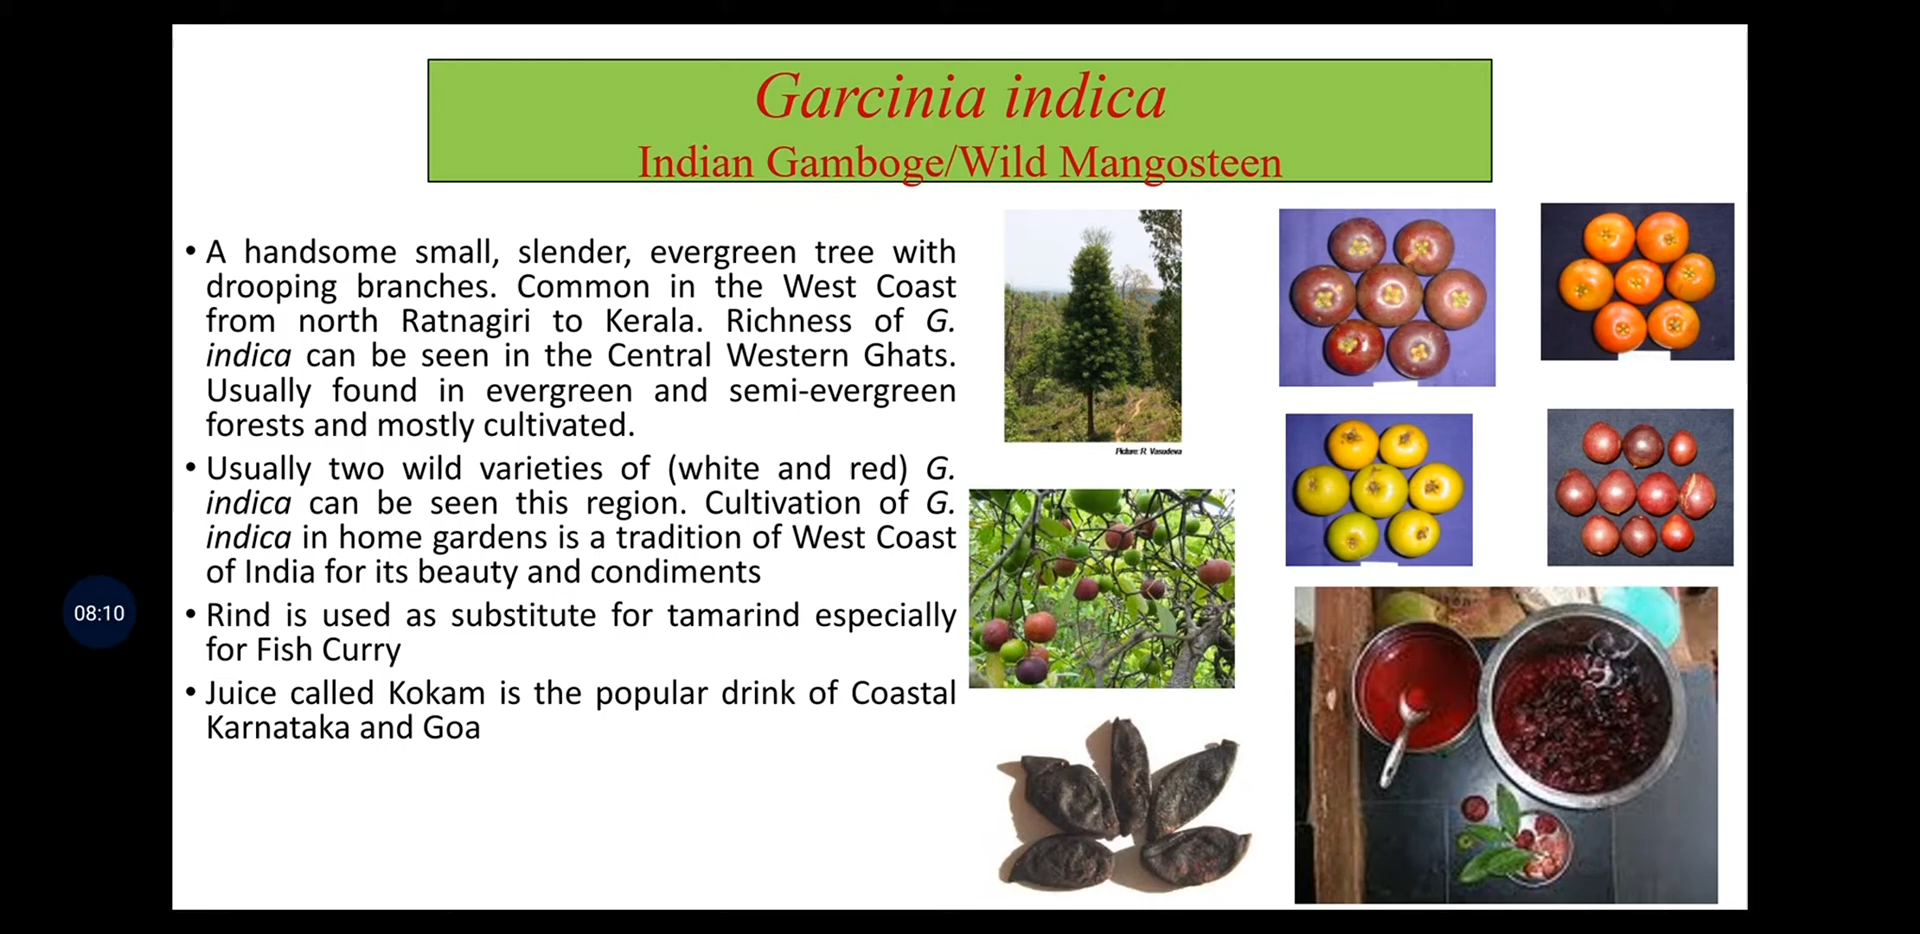 Garcinia indica
Indian Gamboge/Wild Mangosteen
• A handsome small, slender, evergreen tree with
drooping branches. Common in the West Coast
from north Ratnagiri to Kerala. Richness of G.
indica can be seen in the Central Western Ghats.
Usually found in evergreen and semi-evergreen
forests and mostly cultivated.
• Usually two wild varieties of (white and red) G.
indica can be seen this region. Cultivation of G.
indica in home gardens is a tradition of West Coast
of India for its beauty and condiments
• Rind is used as substitute for tamarind especially
for Fish Curry
• Juice called Kokam is the popular drink of Coastal
Karnataka and Goa
Picture: R. Vasudeva
08:10